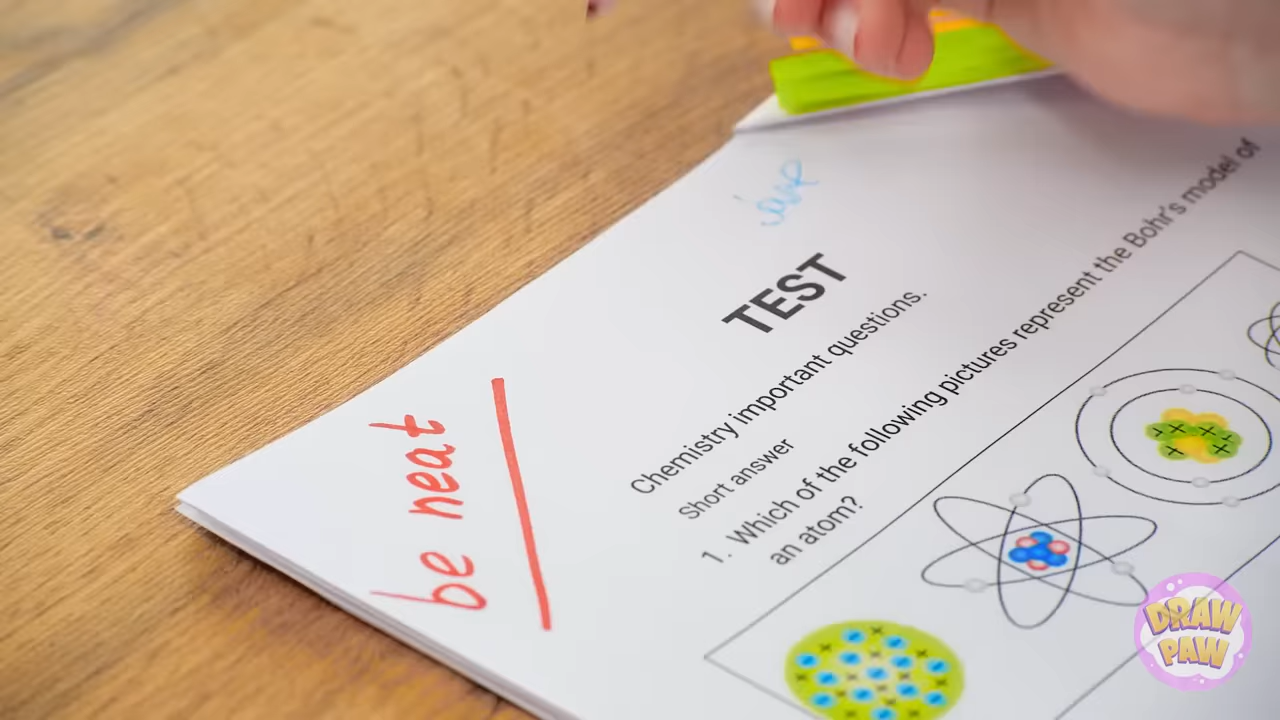 be neat
TEST
Chemistry important questions.
Short answer
1. Which of the following pictures represent the Bohr's model of
an atom?
DRAW
PAW